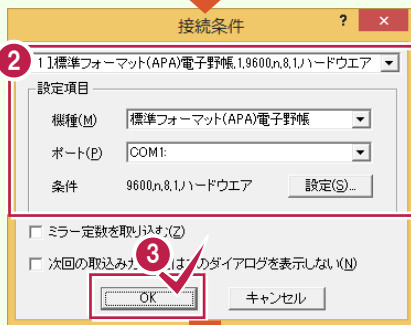 接続条件
? ×
2
1 ],標準フォーマット(APA)電子野帳,1,9600,n,8,1,ハードウエア
設定項目
機種(M) 標準フォーマット(APA)電子野帳
ポート(P) COM1:
条件 9600,n,8,1,ハードウエア 設定(S)...
ミラー定数を取り込む(Z)
3
次回の取込み はこのダイアログを表示しない(N)
OK キャンセル